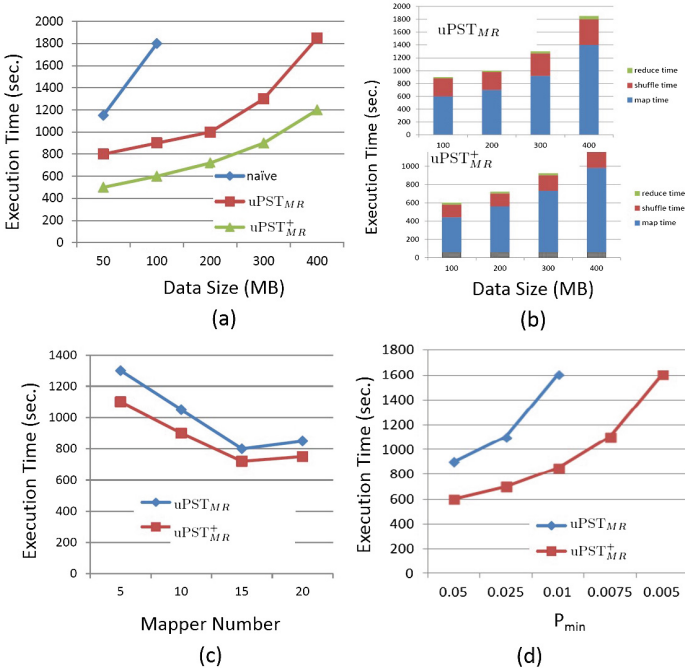 2000
1800
1600
1400
1200
1000
800
600
400
200
0
Execution Time (sec.)
naïve
uPST_MR
uPST⁺_MR
50 100 200 300 400
Data Size (MB)
(a)
2000
1800
1600
1400
1200
1000
800
600
400
200
0
uPST_MR
reduce time
shuffle time
map time
100 200 300 400
Execution Time (sec.)
uPST⁺_MR
1000
800
600
400
200
0
reduce time
shuffle time
map time
100 200 300 400
Data Size (MB)
(b)
1400
1200
1000
800
600
400
200
0
Execution Time (sec.)
uPST_MR
uPST⁺_MR
5 10 15 20
Mapper Number
(c)
1800
1600
1400
1200
1000
800
600
400
200
0
Execution Time (sec.)
uPST_MR
uPST⁺_MR
0.05 0.025 0.01 0.0075 0.005
P_min
(d)